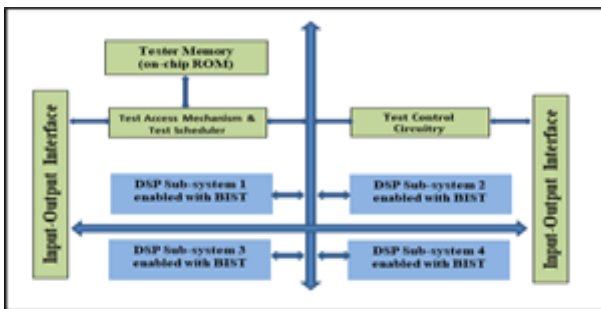 Tester Memory
(on-chip ROM)
Input-Output Interface
Test Access Mechanism &
Test Scheduler
Test Control
Circuitry
Input-Output Interface
DSP Sub-system 1
enabled with BIST
DSP Sub-system 2
enabled with BIST
DSP Sub-system 3
enabled with BIST
DSP Sub-system 4
enabled with BIST